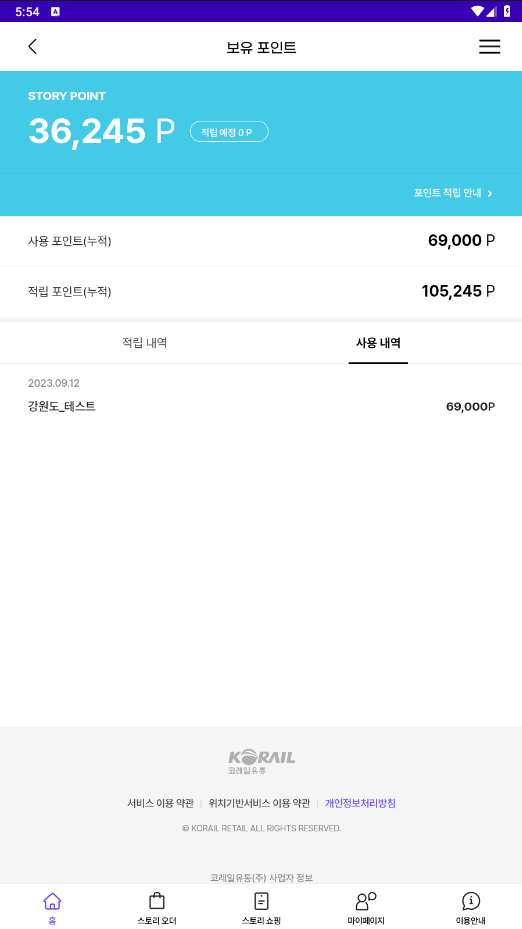 5:54 A
보유 포인트
STORY POINT
36,245 P 적립 예정 0 P
포인트 적립 안내 >
사용 포인트(누적) 69,000 P
적립 포인트(누적) 105,245 P
적립 내역 사용 내역
2023.09.12
강원도_테스트 69,000P
KORAIL
코레일유통
서비스 이용 약관 | 위치기반서비스 이용 약관 | 개인정보처리방침
© KORAIL RETAIL ALL RIGHTS RESERVED.
코레일유통(주) 사업자 정보
홈 스토리 오더 스토리 쇼핑 마이페이지 이용안내